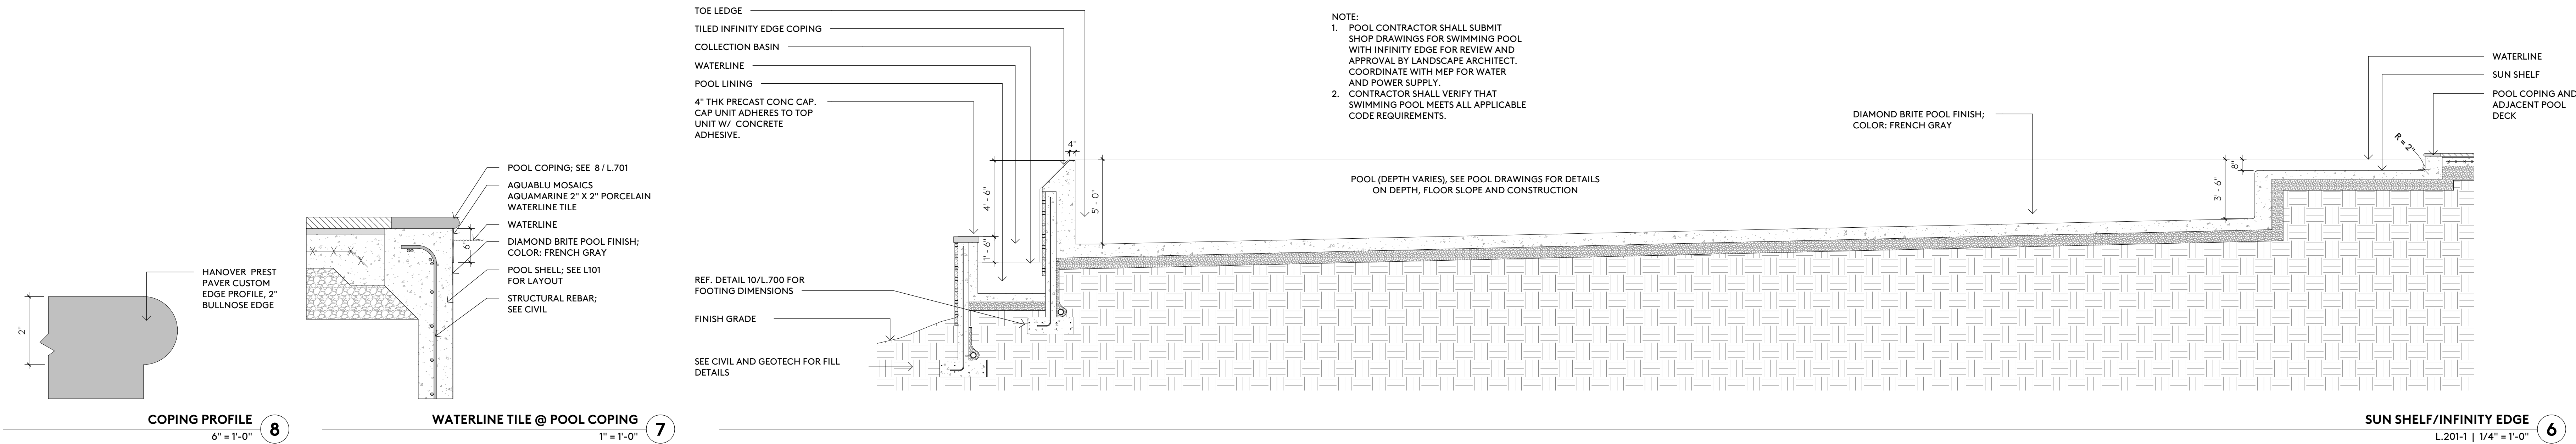 HANOVER PREST
PAVER CUSTOM
EDGE PROFILE, 2"
BULLNOSE EDGE
2"
COPING PROFILE
6" = 1'-0"
8
POOL COPING; SEE 8 / L.701
AQUABLU MOSAICS
AQUAMARINE 2" X 2" PORCELAIN
WATERLINE TILE
WATERLINE
DIAMOND BRITE POOL FINISH;
COLOR: FRENCH GRAY
POOL SHELL; SEE L101
FOR LAYOUT
STRUCTURAL REBAR;
SEE CIVIL
6"
WATERLINE TILE @ POOL COPING
1" = 1'-0"
7
TOE LEDGE
TILED INFINITY EDGE COPING
COLLECTION BASIN
WATERLINE
POOL LINING
4" THK PRECAST CONC CAP.
CAP UNIT ADHERES TO TOP
UNIT W/ CONCRETE
ADHESIVE.
REF. DETAIL 10/L.700 FOR
FOOTING DIMENSIONS
FINISH GRADE
SEE CIVIL AND GEOTECH FOR FILL
DETAILS
4"
4' - 6"
1' - 6"
5' - 0"
NOTE:
1. POOL CONTRACTOR SHALL SUBMIT
SHOP DRAWINGS FOR SWIMMING POOL
WITH INFINITY EDGE FOR REVIEW AND
APPROVAL BY LANDSCAPE ARCHITECT.
COORDINATE WITH MEP FOR WATER
AND POWER SUPPLY.
2. CONTRACTOR SHALL VERIFY THAT
SWIMMING POOL MEETS ALL APPLICABLE
CODE REQUIREMENTS.
POOL (DEPTH VARIES), SEE POOL DRAWINGS FOR DETAILS
ON DEPTH, FLOOR SLOPE AND CONSTRUCTION
DIAMOND BRITE POOL FINISH;
COLOR: FRENCH GRAY
3' - 6"
8"
R = 2"
WATERLINE
SUN SHELF
POOL COPING AND
ADJACENT POOL
DECK
SUN SHELF/INFINITY EDGE
L.201-1 | 1/4" = 1'-0"
6